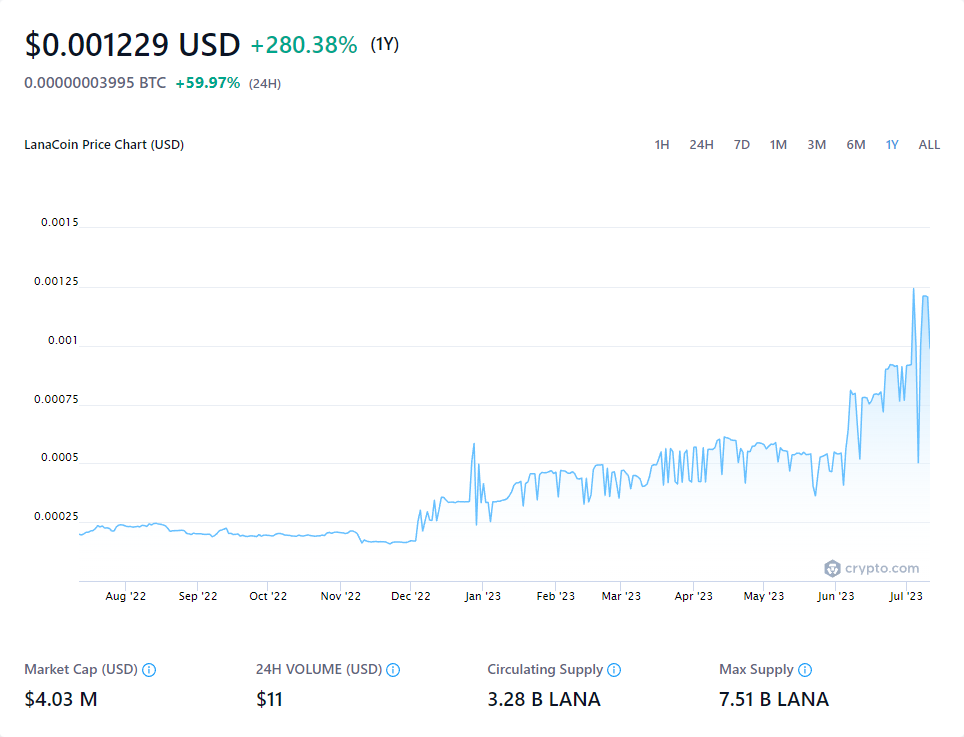 $0.001229 USD +280.38% (1Y)
0.00000003995 BTC +59.97% (24H)
LanaCoin Price Chart (USD) 1H 24H 7D 1M 3M 6M 1Y ALL
0.0015
0.00125
0.001
0.00075
0.0005
0.00025
crypto.com
Aug '22 Sep '22 Oct '22 Nov '22 Dec '22 Jan '23 Feb '23 Mar '23 Apr '23 May '23 Jun '23 Jul '23
Market Cap (USD) 24H VOLUME (USD) Circulating Supply Max Supply
$4.03 M $11 3.28 B LANA 7.51 B LANA